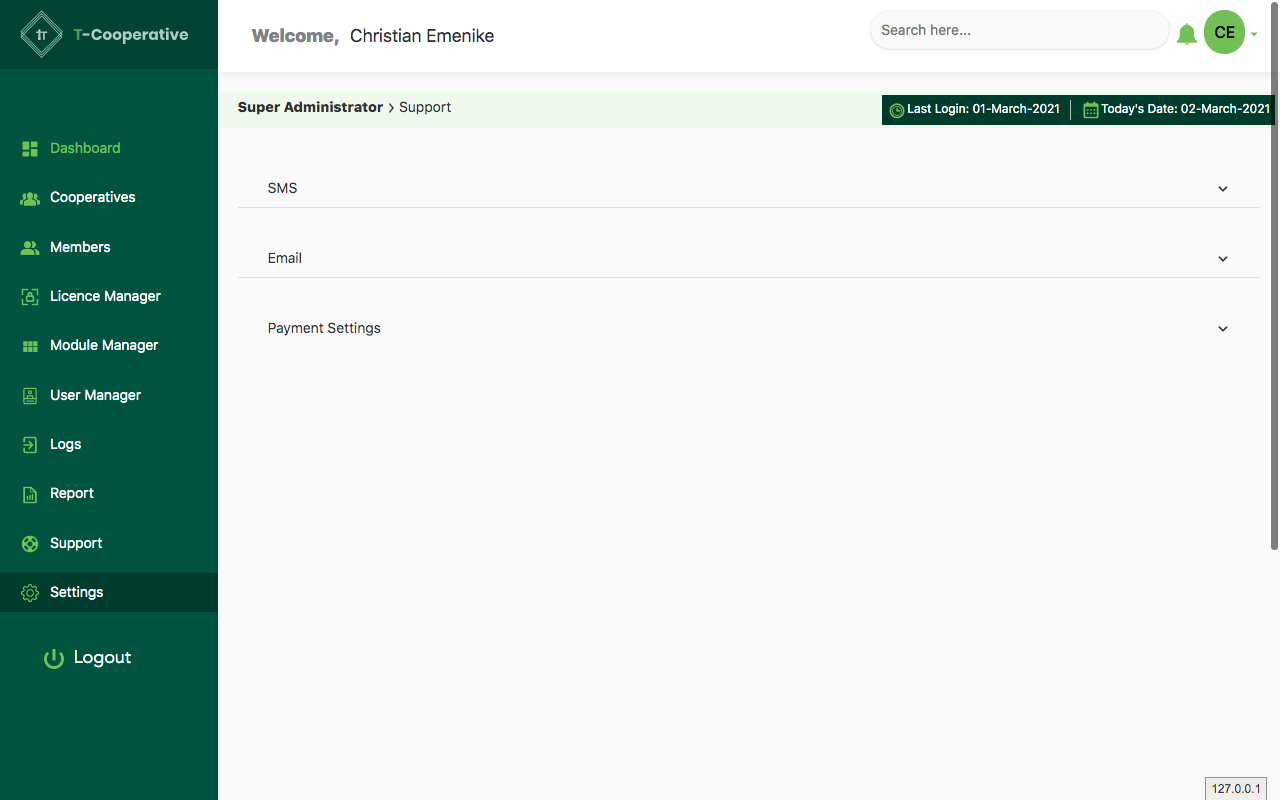 T-Cooperative
Welcome, Christian Emenike
Search here...
CE
Super Administrator > Support
Last Login: 01-March-2021
Today's Date: 02-March-2021
Dashboard
Cooperatives
Members
Licence Manager
Module Manager
User Manager
Logs
Report
Support
Settings
Logout
SMS
Email
Payment Settings
127.0.0.1